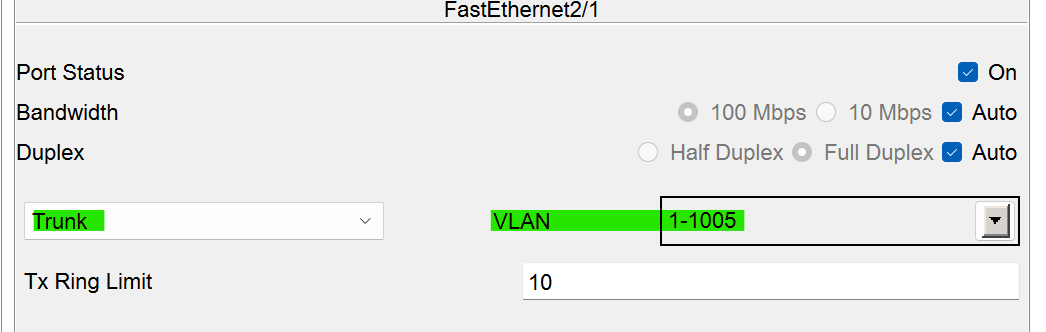 FastEthernet2/1
Port Status On
Bandwidth 100 Mbps 10 Mbps Auto
Duplex Half Duplex Full Duplex Auto
Trunk VLAN 1-1005
Tx Ring Limit 10